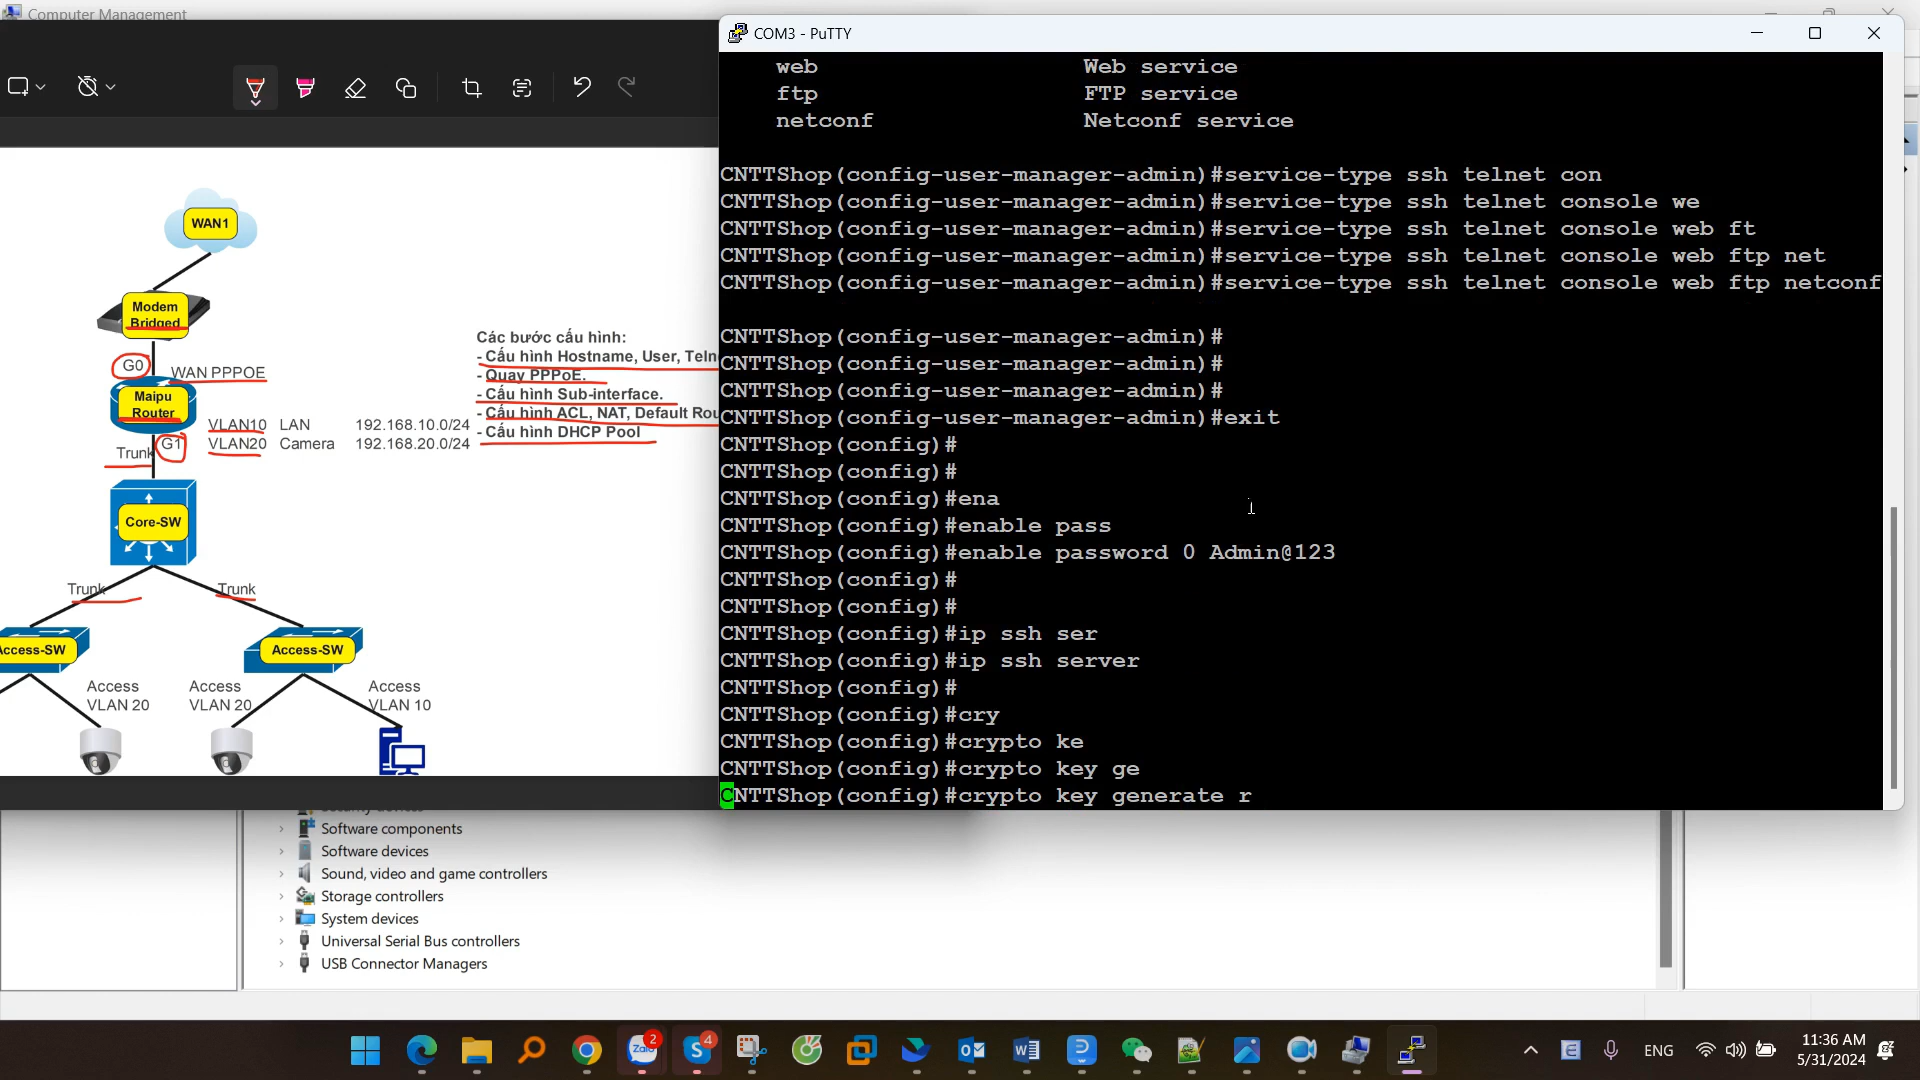 Computer Management
COM3 - PuTTY
web Web service
ftp FTP service
netconf Netconf service
CNTTShop(config-user-manager-admin)#service-type ssh telnet con
CNTTShop(config-user-manager-admin)#service-type ssh telnet console we
CNTTShop(config-user-manager-admin)#service-type ssh telnet console web ft
CNTTShop(config-user-manager-admin)#service-type ssh telnet console web ftp net
CNTTShop(config-user-manager-admin)#service-type ssh telnet console web ftp netconf
CNTTShop(config-user-manager-admin)#
CNTTShop(config-user-manager-admin)#
CNTTShop(config-user-manager-admin)#
CNTTShop(config-user-manager-admin)#exit
CNTTShop(config)#
CNTTShop(config)#
CNTTShop(config)#ena
CNTTShop(config)#enable pass
CNTTShop(config)#enable password 0 Admin@123
CNTTShop(config)#
CNTTShop(config)#
CNTTShop(config)#ip ssh ser
CNTTShop(config)#ip ssh server
CNTTShop(config)#
CNTTShop(config)#cry
CNTTShop(config)#crypto ke
CNTTShop(config)#crypto key ge
CNTTShop(config)#crypto key generate r
WAN1
Modem
Bridged
G0
WAN PPPOE
Maipu
Router
VLAN10 LAN 192.168.10.0/24
VLAN20 Camera 192.168.20.0/24
G1
Trunk
Các bước cấu hình:
- Cấu hình Hostname, User, Teln
- Quay PPPoE.
- Cấu hình Sub-interface.
- Cấu hình ACL, NAT, Default Rou
- Cấu hình DHCP Pool
Core-SW
Trunk
Trunk
Access-SW
Access-SW
Access
VLAN 20
Access
VLAN 20
Access
VLAN 10
Software components
Software devices
Sound, video and game controllers
Storage controllers
System devices
Universal Serial Bus controllers
USB Connector Managers
Zalo
2
4
ENG
11:36 AM
5/31/2024